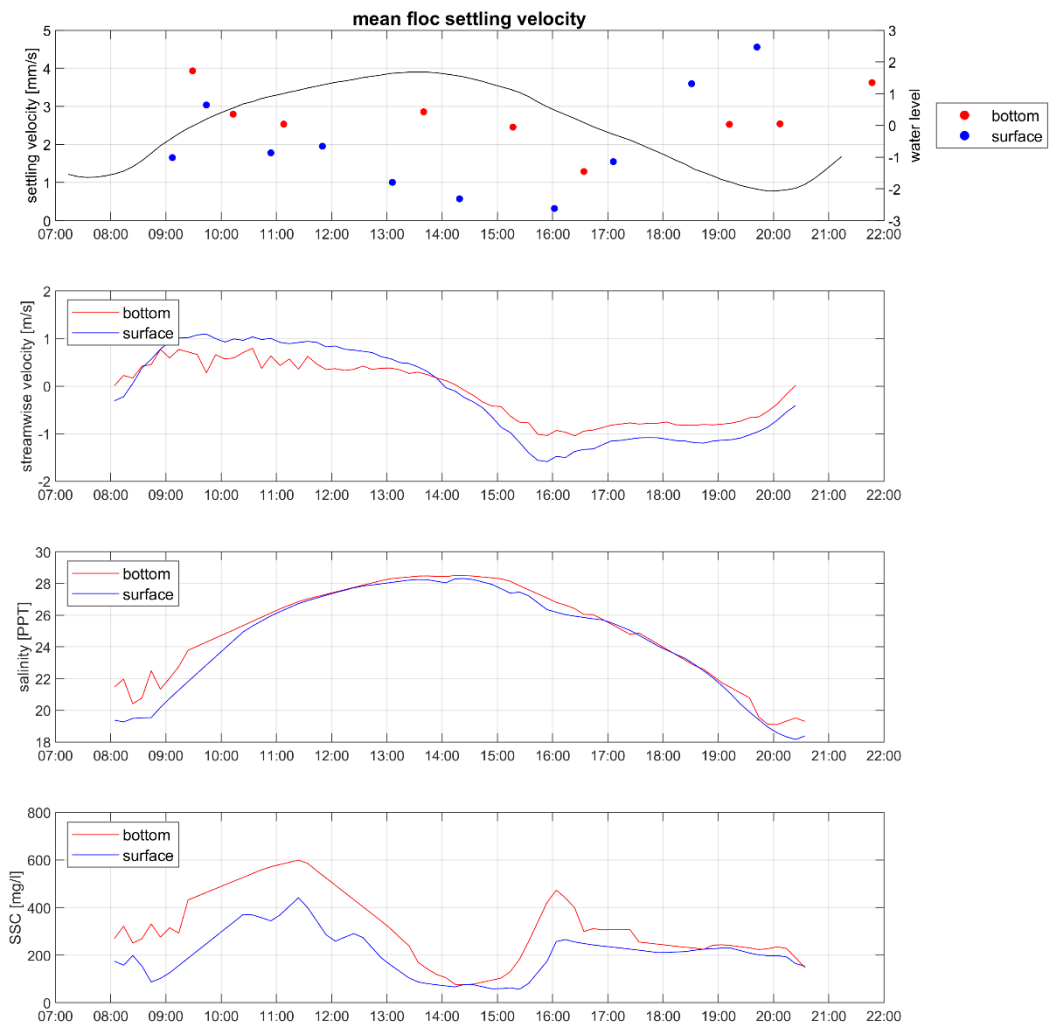 mean floc settling velocity
settling velocity [mm/s]
5
4
3
2
1
0
3
2
1
0
-1
-2
-3
water level
bottom
surface
07:00 08:00 09:00 10:00 11:00 12:00 13:00 14:00 15:00 16:00 17:00 18:00 19:00 20:00 21:00 22:00
streamwise velocity [m/s]
2
1
0
-1
-2
bottom
surface
07:00 08:00 09:00 10:00 11:00 12:00 13:00 14:00 15:00 16:00 17:00 18:00 19:00 20:00 21:00 22:00
salinity [PPT]
30
28
26
24
22
20
18
bottom
surface
07:00 08:00 09:00 10:00 11:00 12:00 13:00 14:00 15:00 16:00 17:00 18:00 19:00 20:00 21:00 22:00
SSC [mg/l]
800
600
400
200
0
bottom
surface
07:00 08:00 09:00 10:00 11:00 12:00 13:00 14:00 15:00 16:00 17:00 18:00 19:00 20:00 21:00 22:00